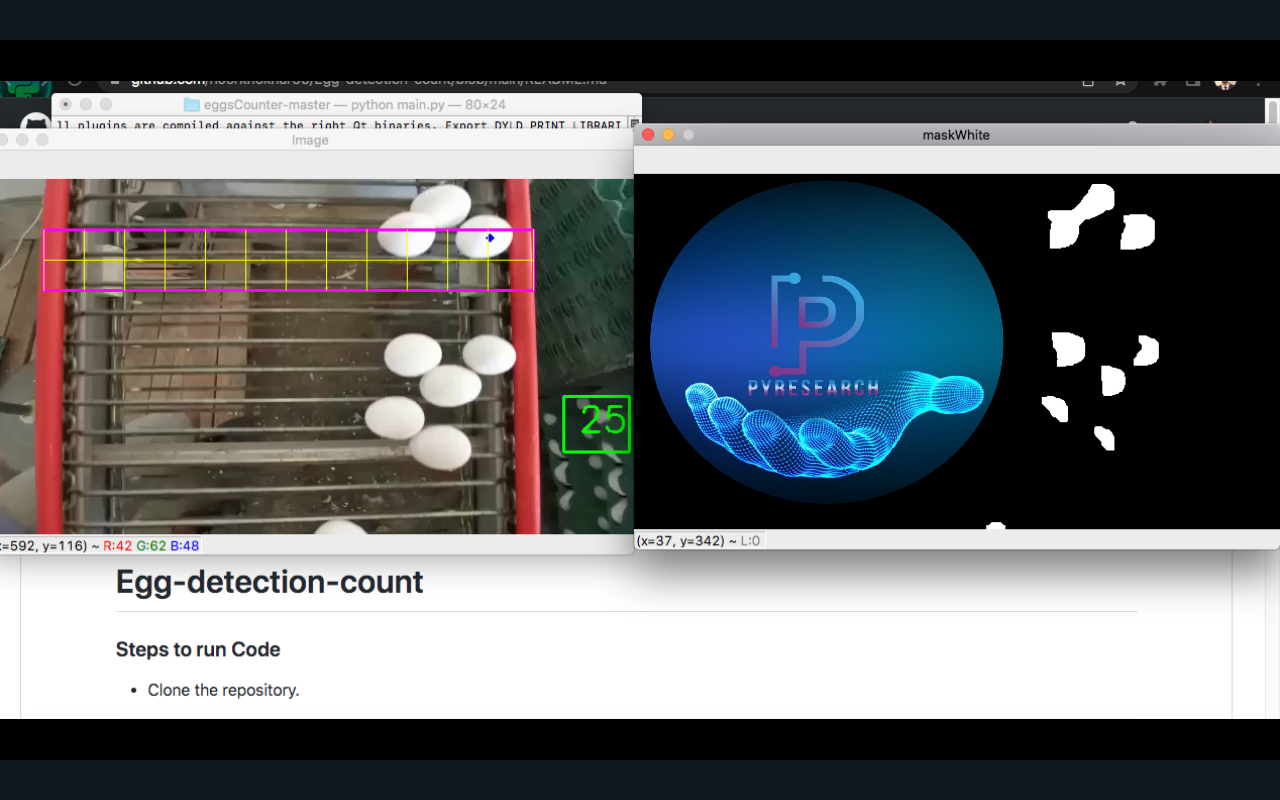 github.com/noorkhokhar99/Egg-detection-count/blob/main/README.md
eggsCounter-master — python main.py — 80×24
ll plugins are compiled against the right Qt binaries. Export DYLD_PRINT_LIBRARI
Image
maskWhite
25
PYRESEARCH
x=592, y=116) ~ R:42 G:62 B:48
(x=37, y=342) ~ L:0
Egg-detection-count
Steps to run Code
• Clone the repository.